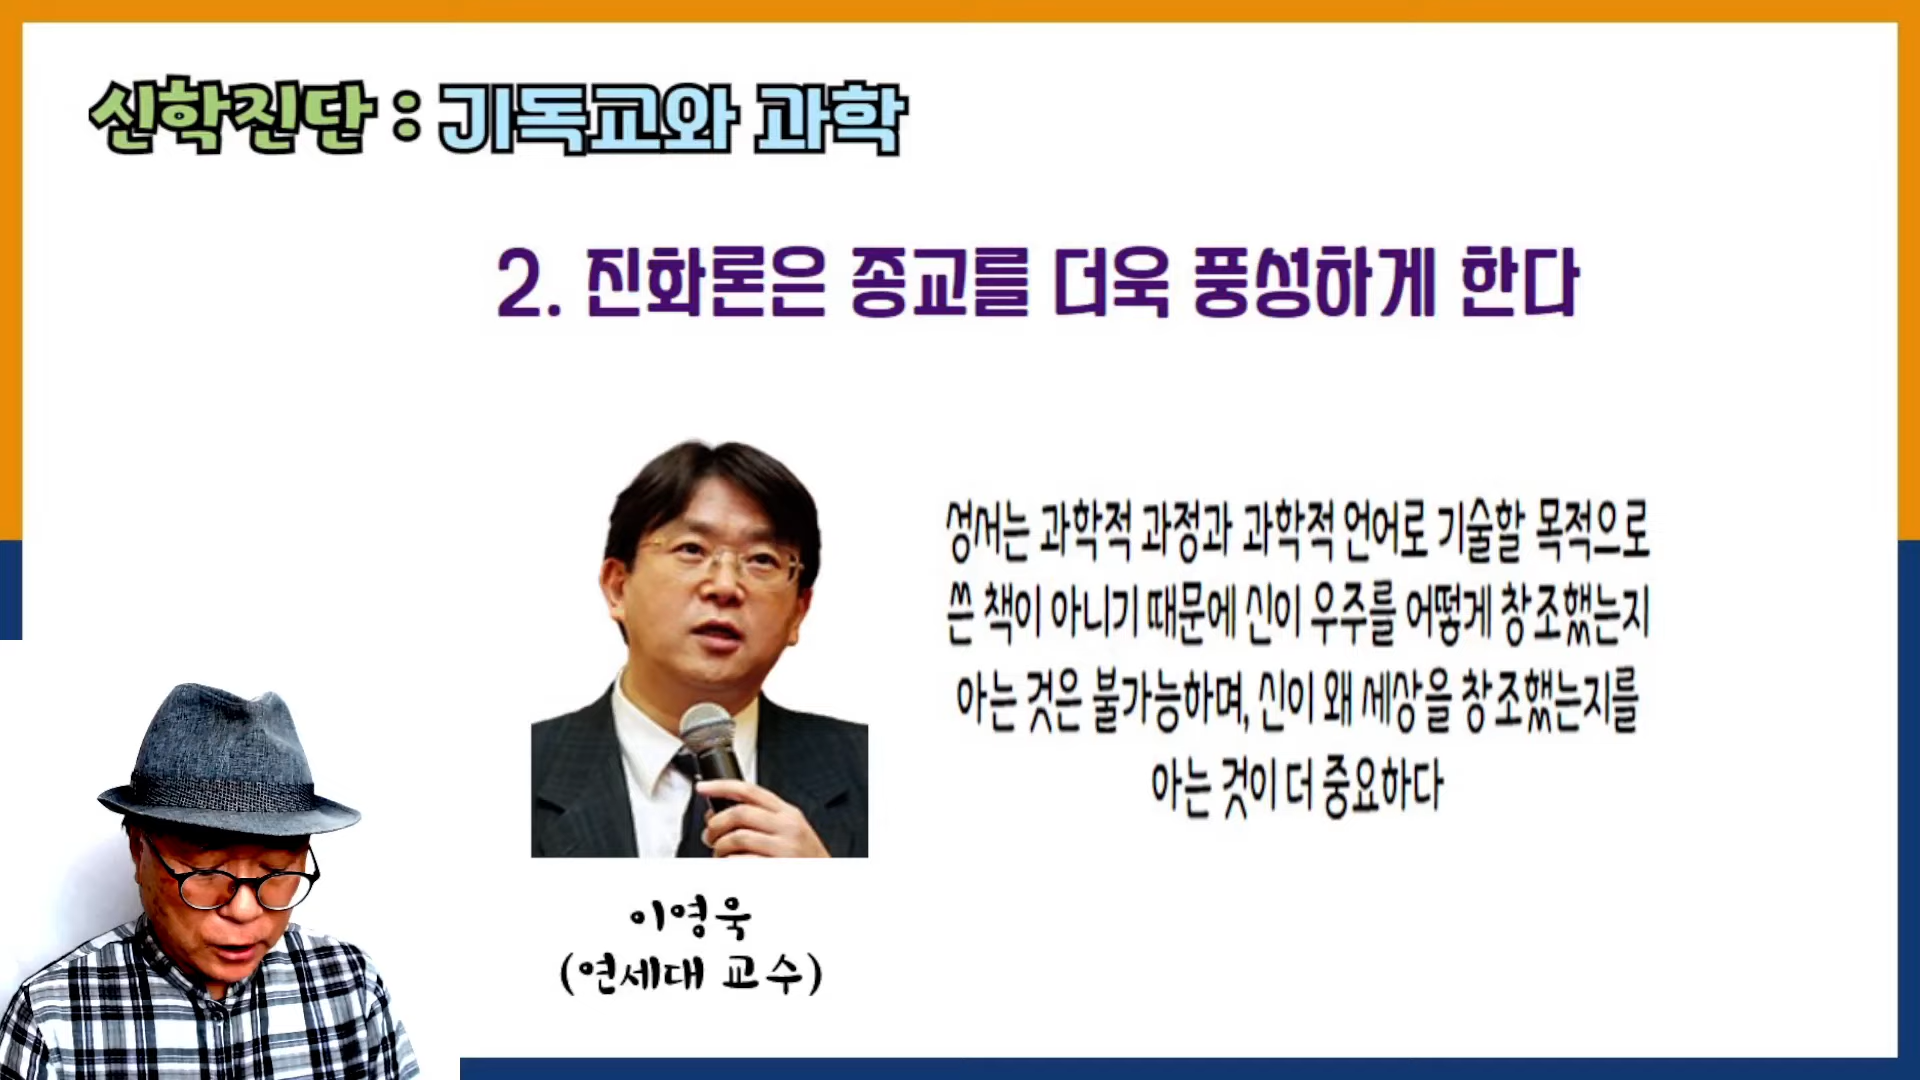 신학진단 : 기독교와 과학
2. 진화론은 종교를 더욱 풍성하게 한다
성서는 과학적 과정과 과학적 언어로 기술할 목적으로
쓴 책이 아니기 때문에 신이 우주를 어떻게 창조했는지
아는 것은 불가능하며, 신이 왜 세상을 창조했는지를
아는 것이 더 중요하다
이영욱
(연세대 교수)